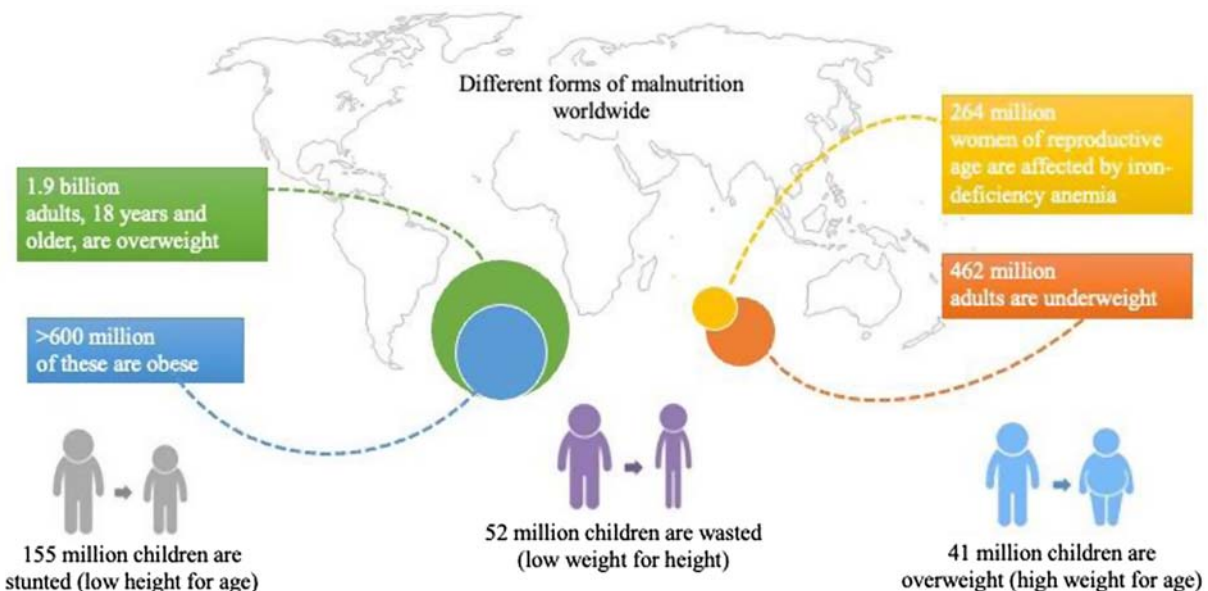 Different forms of malnutrition
worldwide
1.9 billion
adults, 18 years and
older, are overweight
>600 million
of these are obese
264 million
women of reproductive
age are affected by iron-
deficiency anemia
462 million
adults are underweight
155 million children are
stunted (low height for age)
52 million children are wasted
(low weight for height)
41 million children are
overweight (high weight for age)